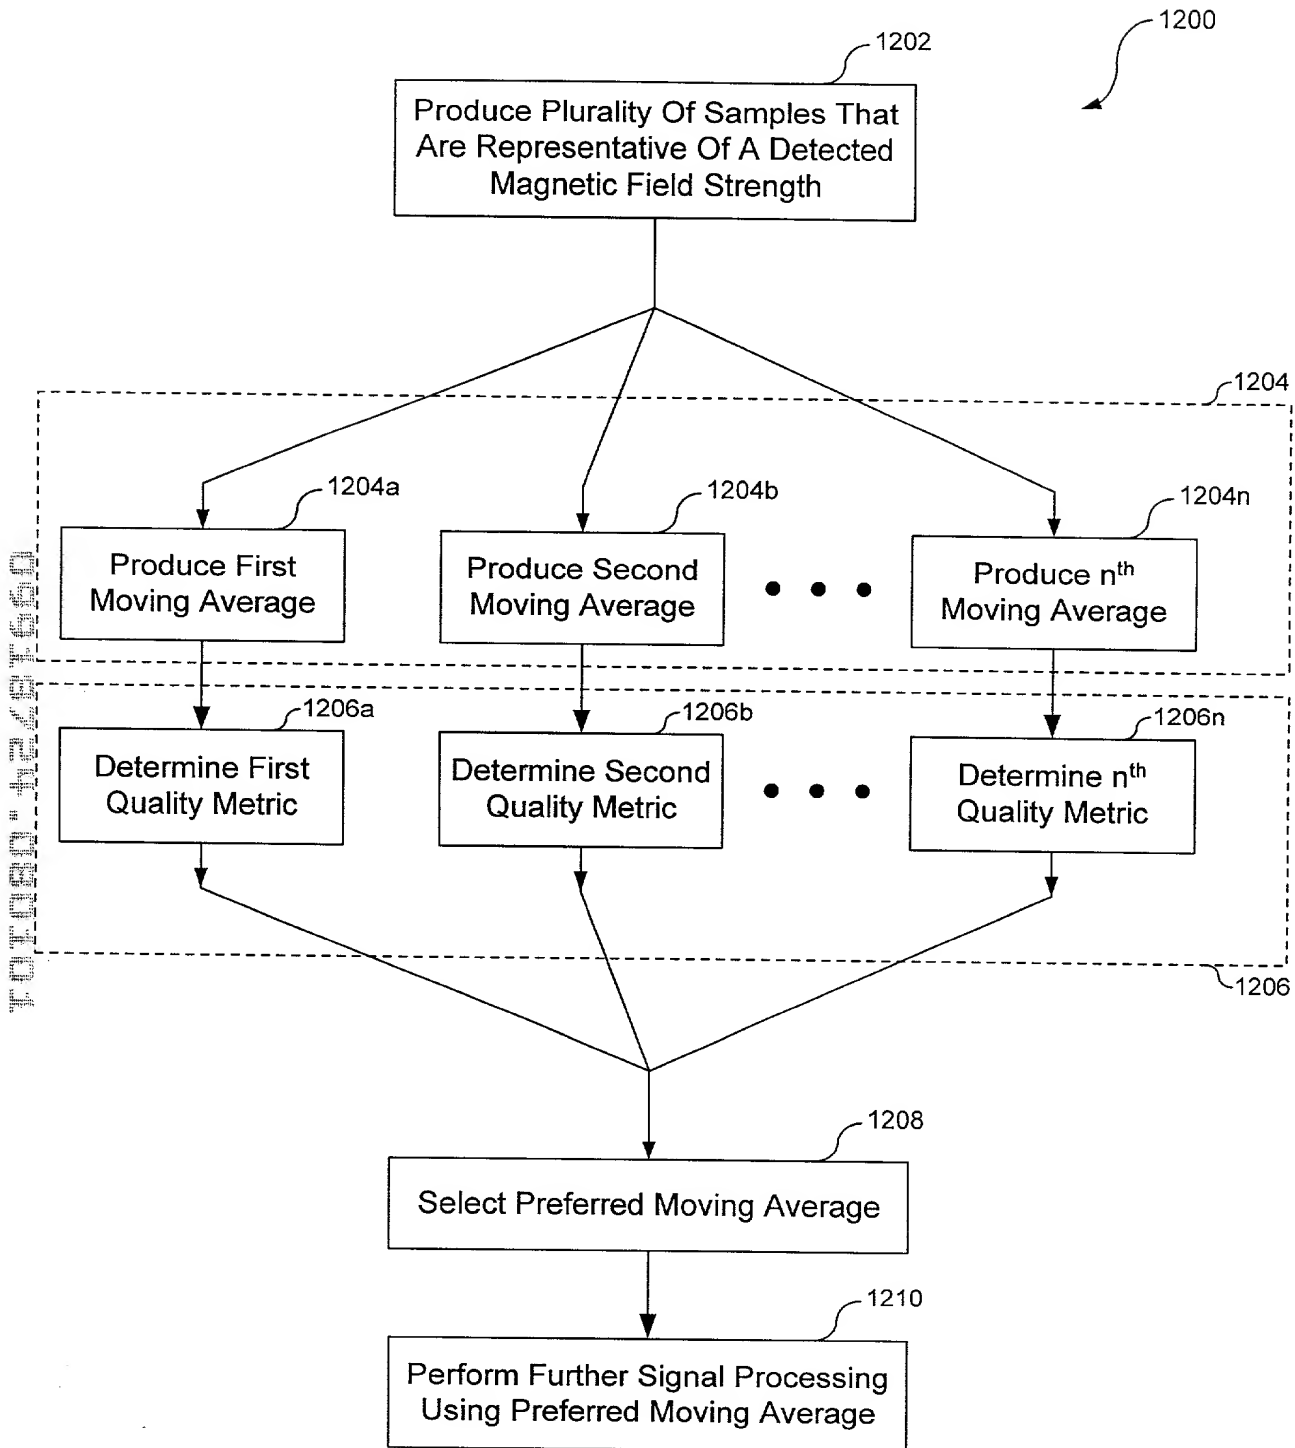 1200
1202
Produce Plurality Of Samples That
Are Representative Of A Detected
Magnetic Field Strength
1204
1204a
1204b
1204n
Produce First
Moving Average
Produce Second
Moving Average
• • •
Produce nth
Moving Average
1206a
1206b
1206n
Determine First
Quality Metric
Determine Second
Quality Metric
• • •
Determine nth
Quality Metric
1206
1208
Select Preferred Moving Average
1210
Perform Further Signal Processing
Using Preferred Moving Average